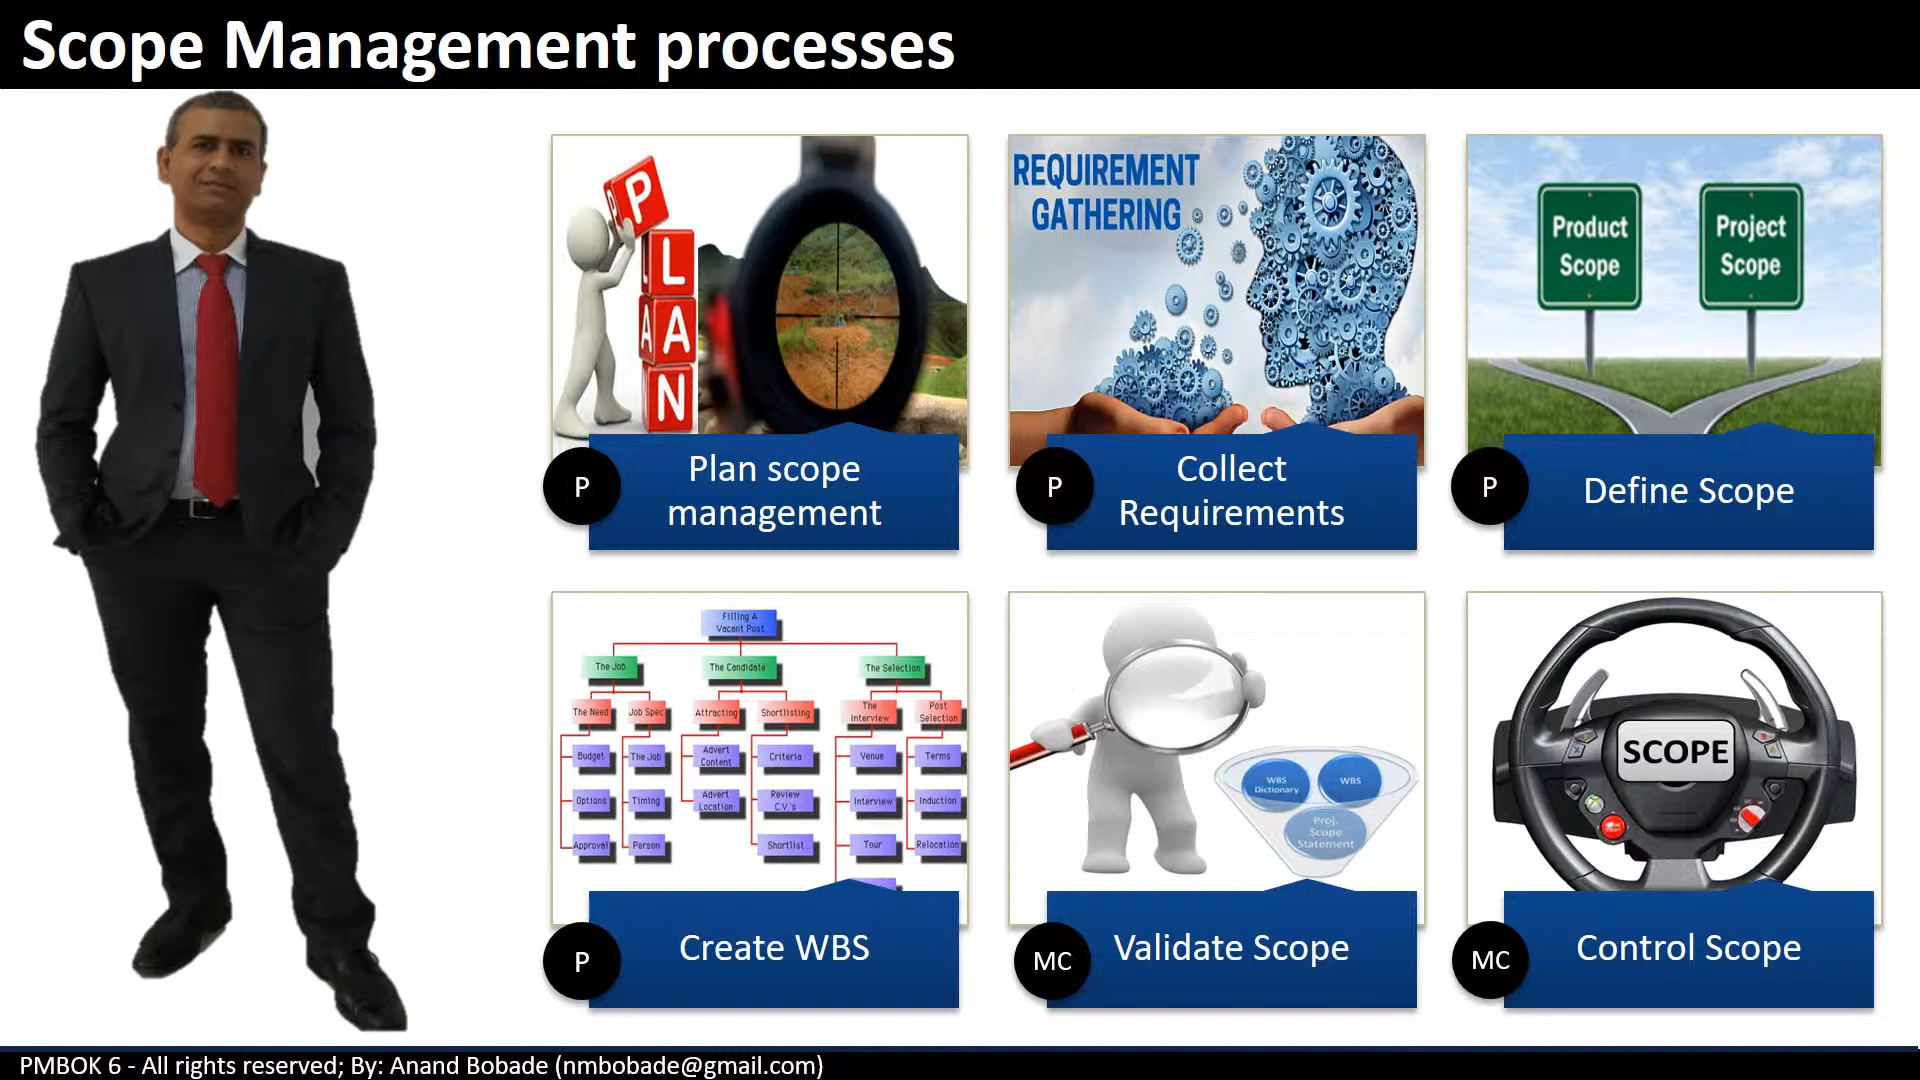 Scope Management processes
P
L
A A
N
P
Plan scope
management
REQUIREMENT
GATHERING
P
Collect
Requirements
Product
Scope
Project
Scope
P
Define Scope
Filling A
Vacant Post
The Job
The Candidate
The Selection
The Need
Job Spec
Attracting
Shortlisting
The
Interview
Post
Selection
Budget
The Job
Advert
Content
Criteria
Venue
Terms
Options
Timing
Advert
Location
Review
C.V.'s
Interview
Induction
Approval
Person
Shortlist
Tour
Relocation
P
Create WBS
WBS
Dictionary
WBS
Proj.
Scope
Statement
MC
Validate Scope
SCOPE
MC
Control Scope
PMBOK 6 - All rights reserved; By: Anand Bobade (nmbobade@gmail.com)